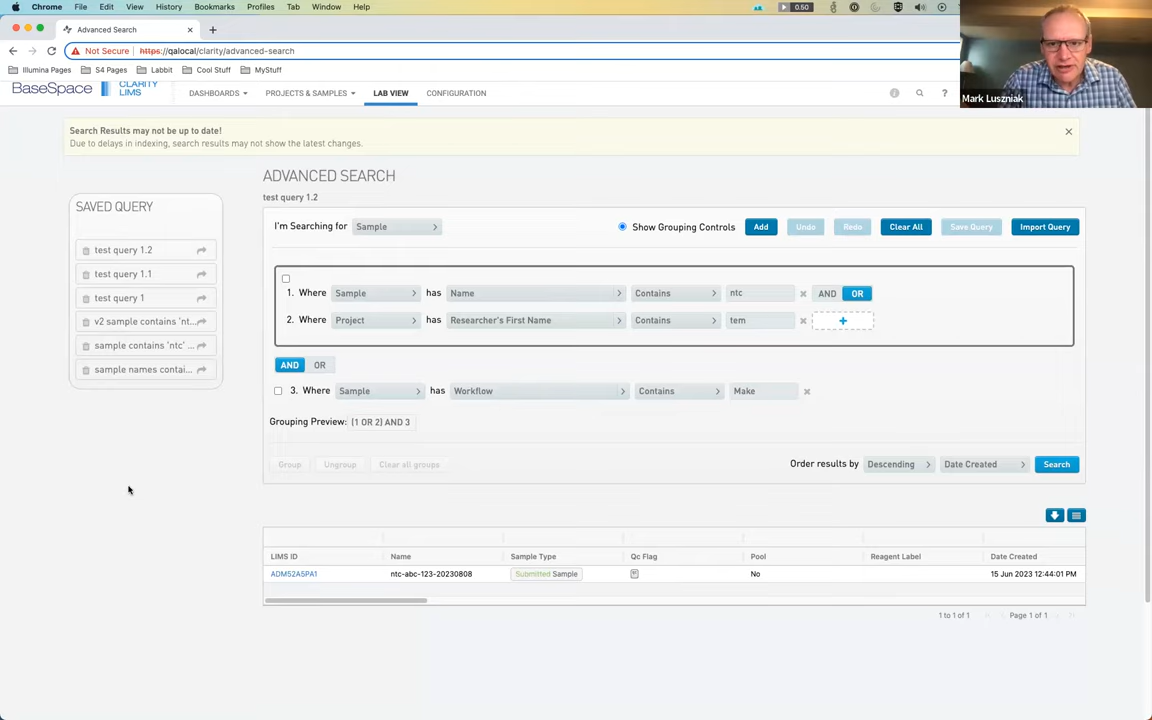 Chrome File Edit View History Bookmarks Profiles Tab Window Help 0.50
Advanced Search
Not Secure https://qalocal/clarity/advanced-search
Illumina Pages S4 Pages Labbit Cool Stuff MyStuff
Mark Luszniak
BaseSpace CLARITY LIMS DASHBOARDS PROJECTS & SAMPLES LAB VIEW CONFIGURATION
Search Results may not be up to date!
Due to delays in indexing, search results may not show the latest changes.
ADVANCED SEARCH
test query 1.2
SAVED QUERY
test query 1.2
test query 1.1
test query 1
v2 sample contains 'nt...
sample contains 'ntc' ...
sample names contai...
I'm Searching for Sample Show Grouping Controls Add Undo Redo Clear All Save Query Import Query
1. Where Sample has Name Contains ntc AND OR
2. Where Project has Researcher's First Name Contains tem +
AND OR
3. Where Sample has Workflow Contains Make
Grouping Preview: (1 OR 2) AND 3
Group Ungroup Clear all groups Order results by Descending Date Created Search
LIMS ID Name Sample Type Qc Flag Pool Reagent Label Date Created
ADM52A5PA1 ntc-abc-123-20230808 Submitted Sample No 15 Jun 2023 12:44:01 PM
1 to 1 of 1 Page 1 of 1